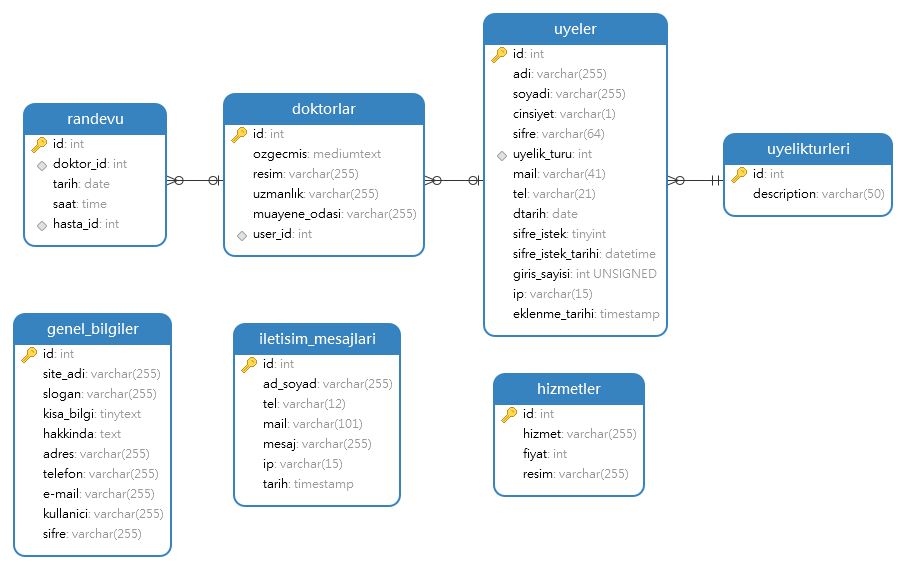 randevu
id: int
doktor_id: int
tarih: date
saat: time
hasta_id: int
doktorlar
id: int
ozgecmis: mediumtext
resim: varchar(255)
uzmanlık: varchar(255)
muayene_odasi: varchar(255)
user_id: int
uyeler
id: int
adi: varchar(255)
soyadi: varchar(255)
cinsiyet: varchar(1)
sifre: varchar(64)
uyelik_turu: int
mail: varchar(41)
tel: varchar(21)
dtarih: date
sifre_istek: tinyint
sifre_istek_tarihi: datetime
giris_sayisi: int UNSIGNED
ip: varchar(15)
eklenme_tarihi: timestamp
uyelikturleri
id: int
description: varchar(50)
genel_bilgiler
id: int
site_adi: varchar(255)
slogan: varchar(255)
kisa_bilgi: tinytext
hakkinda: text
adres: varchar(255)
telefon: varchar(255)
e-mail: varchar(255)
kullanici: varchar(255)
sifre: varchar(255)
iletisim_mesajlari
id: int
ad_soyad: varchar(255)
tel: varchar(12)
mail: varchar(101)
mesaj: varchar(255)
ip: varchar(15)
tarih: timestamp
hizmetler
id: int
hizmet: varchar(255)
fiyat: int
resim: varchar(255)